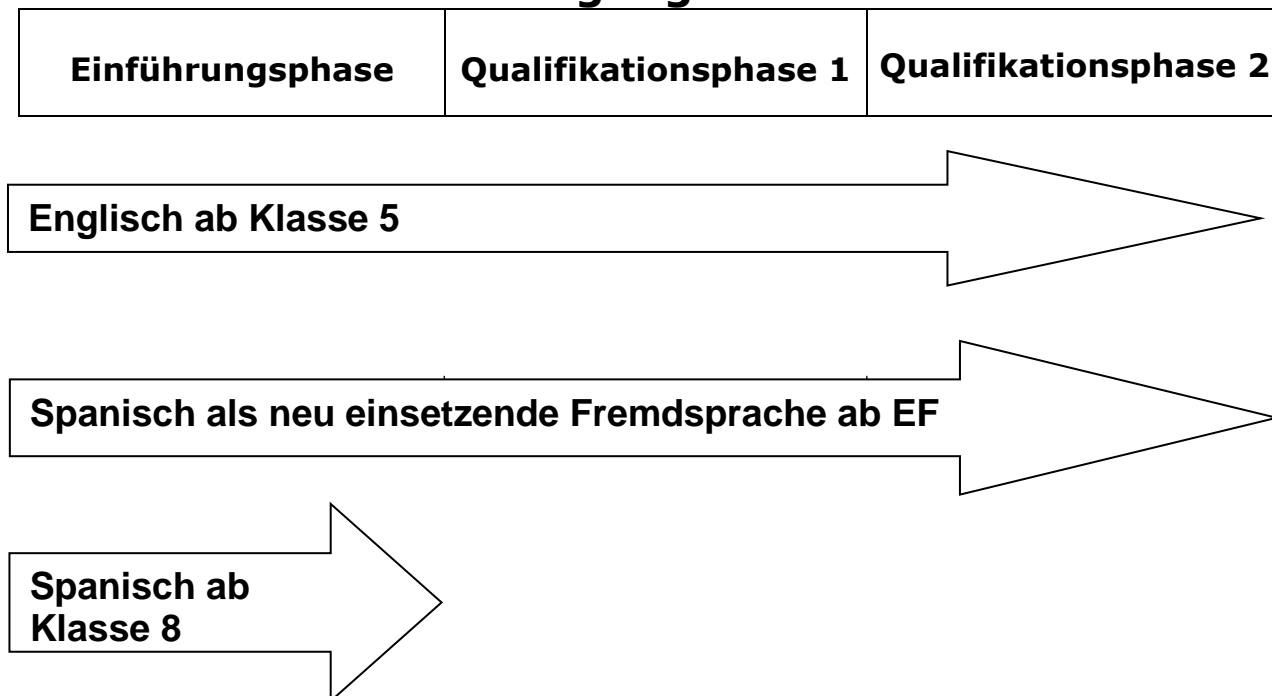 Einführungsphase
Qualifikationsphase 1
Qualifikationsphase 2
Englisch ab Klasse 5
Spanisch als neu einsetzende Fremdsprache ab EF
Spanisch ab
Klasse 8